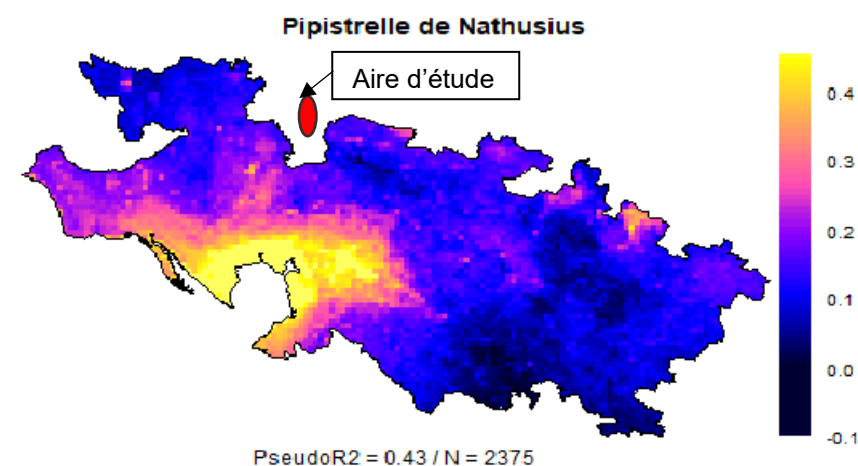 Pipistrelle de Nathusius
Aire d'étude
0.4
0.3
0.2
0.1
0.0
-0.1
PseudoR2 = 0.43 / N = 2375